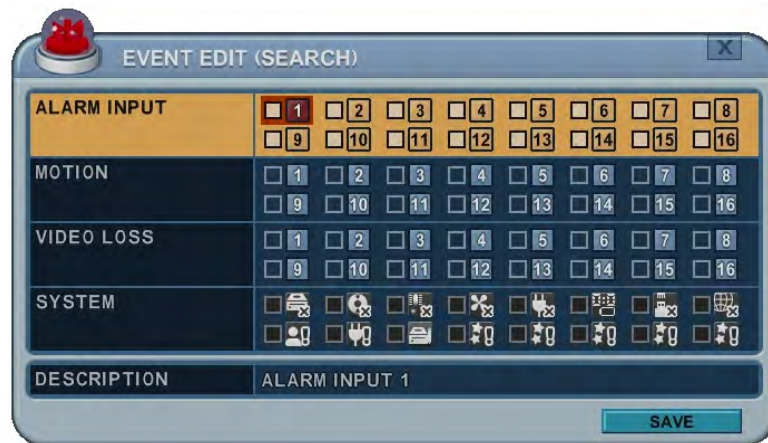 EVENT EDIT (SEARCH)
X
ALARM INPUT
1 2 3 4 5 6 7 8
9 10 11 12 13 14 15 16
MOTION
1 2 3 4 5 6 7 8
9 10 11 12 13 14 15 16
VIDEO LOSS
1 2 3 4 5 6 7 8
9 10 11 12 13 14 15 16
SYSTEM
DESCRIPTION
ALARM INPUT 1
SAVE